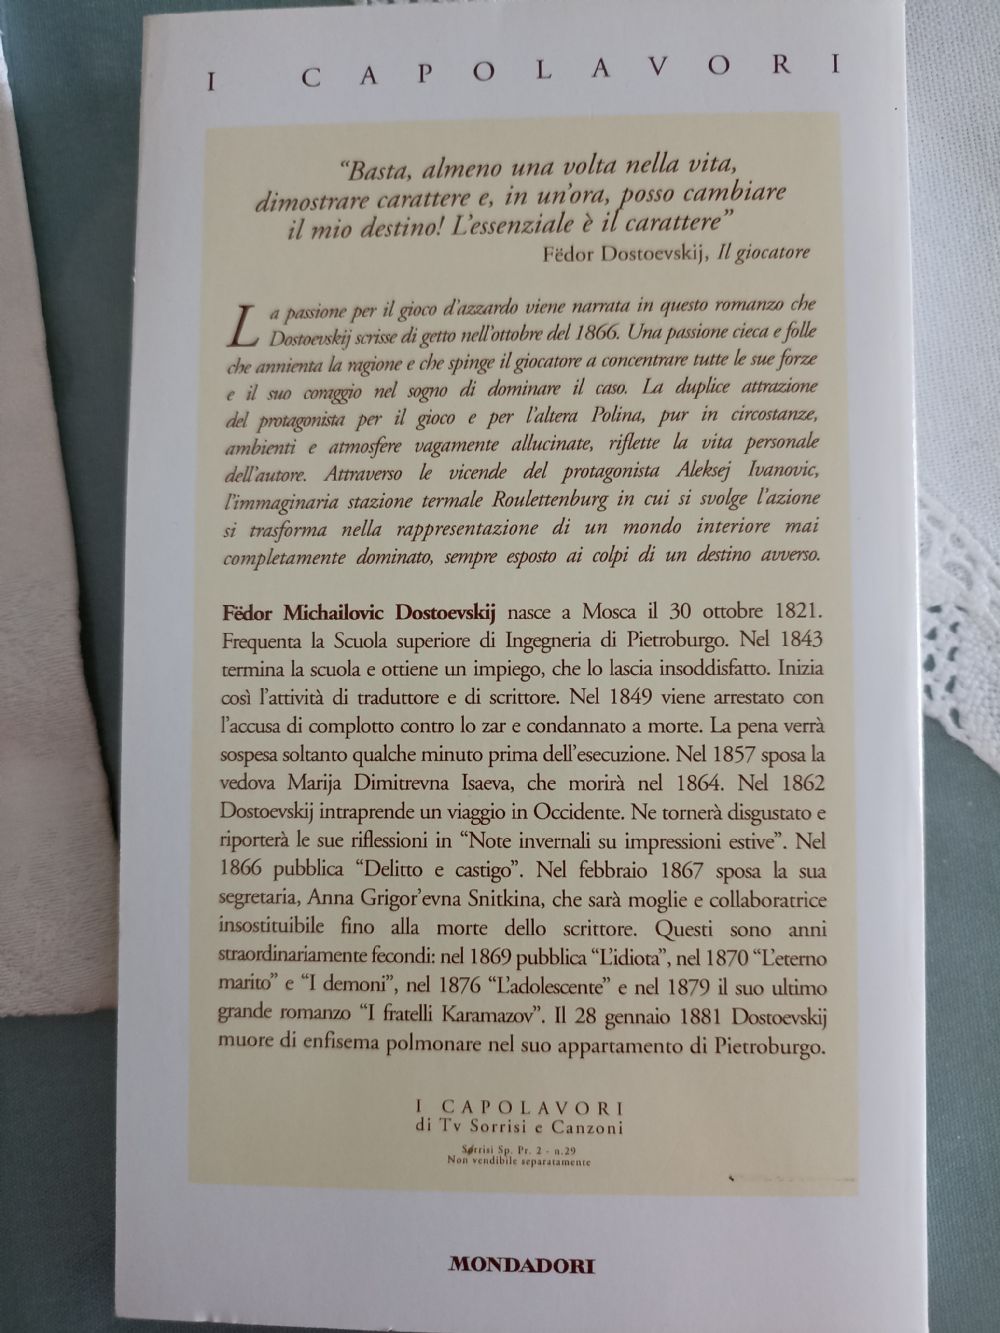 I CAPOLAVORI
“Basta, almeno una volta nella vita,
dimostrare carattere e, in un’ora, posso cambiare
il mio destino! L’essenziale è il carattere”
Fëdor Dostoevskij, Il giocatore
La passione per il gioco d’azzardo viene narrata in questo romanzo che
Dostoevskij scrisse di getto nell’ottobre del 1866. Una passione cieca e folle
che annienta la ragione e che spinge il giocatore a concentrare tutte le sue forze
e il suo coraggio nel sogno di dominare il caso. La duplice attrazione
del protagonista per il gioco e per l’altera Polina, pur in circostanze,
ambienti e atmosfere vagamente allucinate, riflette la vita personale
dell’autore. Attraverso le vicende del protagonista Aleksej Ivanovic,
l’immaginaria stazione termale Roulettenburg in cui si svolge l’azione
si trasforma nella rappresentazione di un mondo interiore mai
completamente dominato, sempre esposto ai colpi di un destino avverso.
Fëdor Michailovic Dostoevskij nasce a Mosca il 30 ottobre 1821.
Frequenta la Scuola superiore di Ingegneria di Pietroburgo. Nel 1843
termina la scuola e ottiene un impiego, che lo lascia insoddisfatto. Inizia
così l’attività di traduttore e di scrittore. Nel 1849 viene arrestato con
l’accusa di complotto contro lo zar e condannato a morte. La pena verrà
sospesa soltanto qualche minuto prima dell’esecuzione. Nel 1857 sposa la
vedova Marija Dimitrevna Isaeva, che morirà nel 1864. Nel 1862
Dostoevskij intraprende un viaggio in Occidente. Ne tornerà disgustato e
riporterà le sue riflessioni in “Note invernali su impressioni estive”. Nel
1866 pubblica “Delitto e castigo”. Nel febbraio 1867 sposa la sua
segretaria, Anna Grigor’evna Snitkina, che sarà moglie e collaboratrice
insostituibile fino alla morte dello scrittore. Questi sono anni
straordinariamente fecondi: nel 1869 pubblica “L’idiota”, nel 1870 “L’eterno
marito” e “I demoni”, nel 1876 “L’adolescente” e nel 1879 il suo ultimo
grande romanzo “I fratelli Karamazov”. Il 28 gennaio 1881 Dostoevskij
muore di enfisema polmonare nel suo appartamento di Pietroburgo.
I CAPOLAVORI
di Tv Sorrisi e Canzoni
Sorrisi Sp. Pr. 2 - n.29
Non vendibile separatamente
MONDADORI